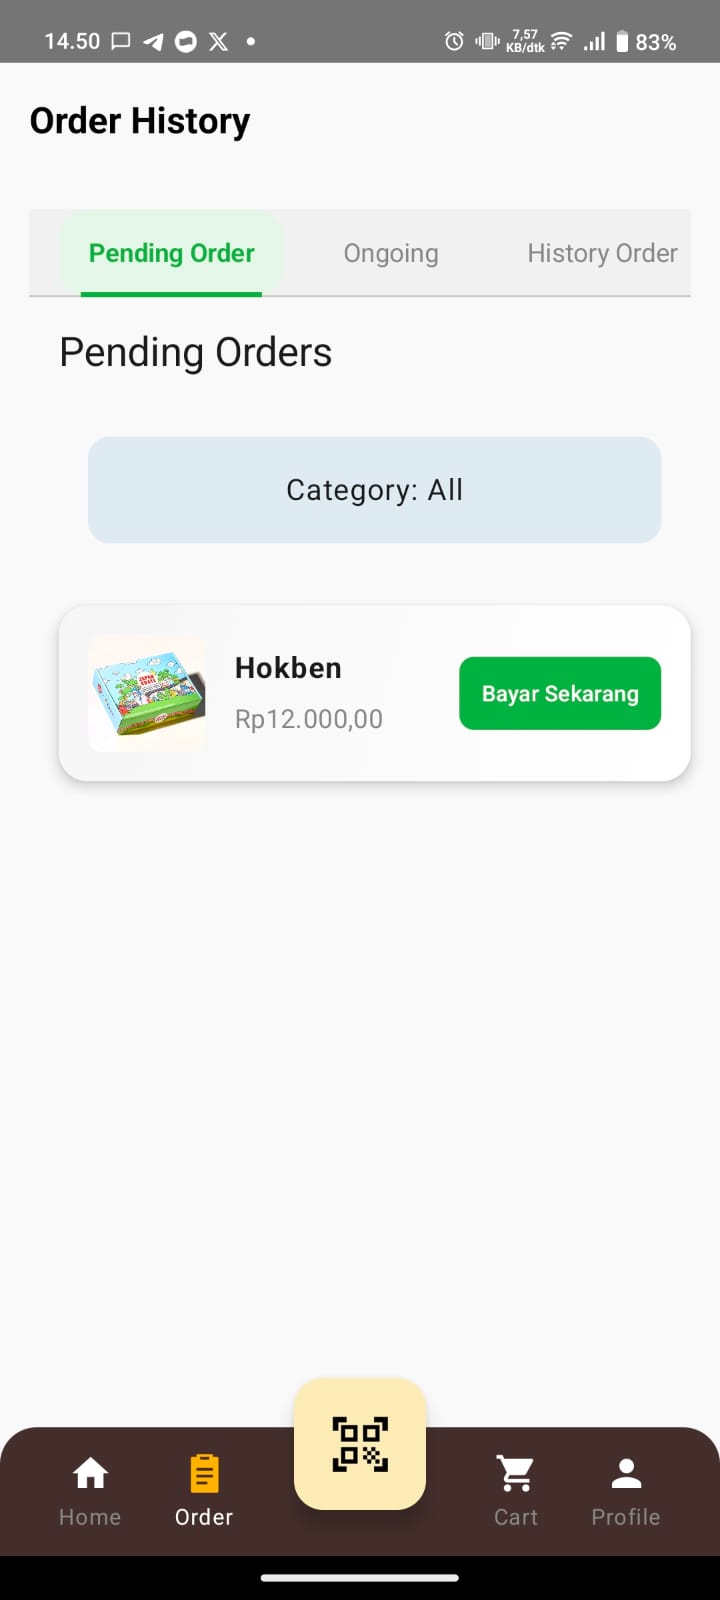 14.50
7,57
KB/dtk
83%
Order History
Pending Order
Ongoing
History Order
Pending Orders
Category: All
Hokben
Rp12.000,00
Bayar Sekarang
Home
Order
Cart
Profile